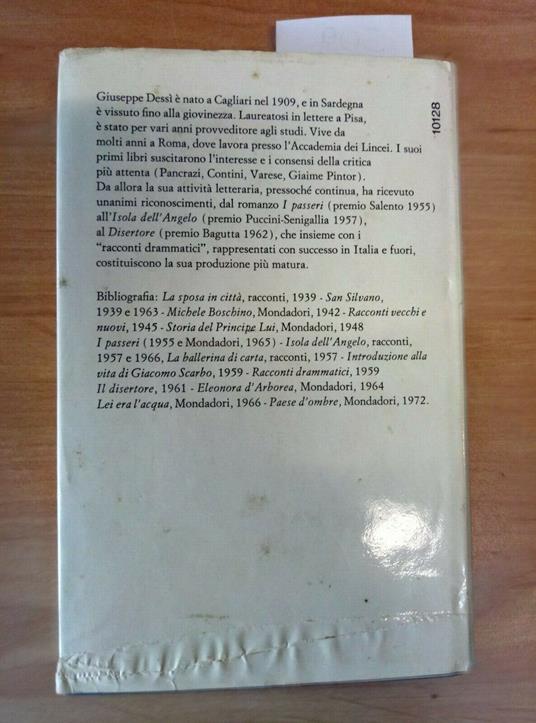 Giuseppe Dessì è nato a Cagliari nel 1909, e in Sardegna
è vissuto fino alla giovinezza. Laureatosi in lettere a Pisa,
è stato per vari anni provveditore agli studi. Vive da
molti anni a Roma, dove lavora presso l'Accademia dei Lincei. I suoi
primi libri suscitarono l'interesse e i consensi della critica
più attenta (Pancrazi, Contini, Varese, Giaime Pintor).
Da allora la sua attività letteraria, pressoché continua, ha ricevuto
unanimi riconoscimenti, dal romanzo I passeri (premio Salento 1955)
all'Isola dell'Angelo (premio Puccini-Senigallia 1957),
al Disertore (premio Bagutta 1962), che insieme con i
"racconti drammatici", rappresentati con successo in Italia e fuori,
costituiscono la sua produzione più matura.
Bibliografia: La sposa in città, racconti, 1939 - San Silvano,
1939 e 1963 - Michele Boschino, Mondadori, 1942 - Racconti vecchi e
nuovi, 1945 - Storia del Principe Lui, Mondadori, 1948
I passeri (1955 e Mondadori, 1965) - Isola dell'Angelo, racconti,
1957 e 1966, La ballerina di carta, racconti, 1957 - Introduzione alla
vita di Giacomo Scarbo, 1959 - Racconti drammatici, 1959
Il disertore, 1961 - Eleonora d'Arborea, Mondadori, 1964
Lei era l'acqua, Mondadori, 1966 - Paese d'ombre, Mondadori, 1972.
10128